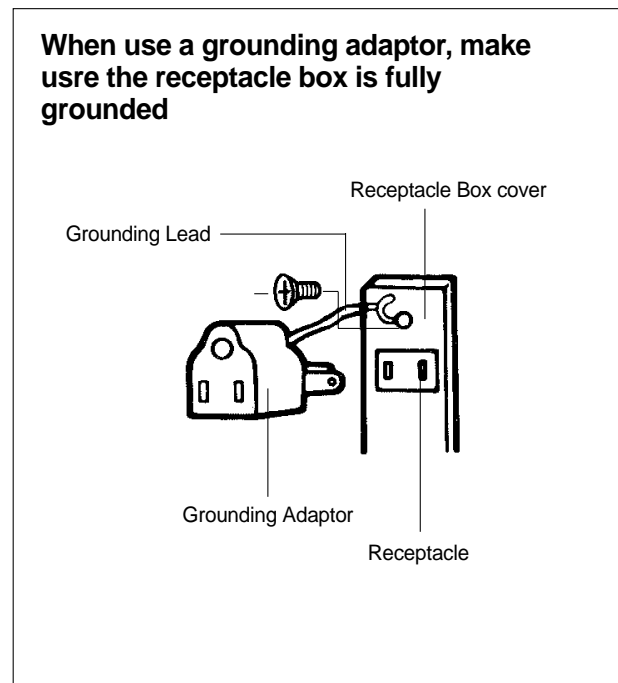 When use a grounding adaptor, make
usre the receptacle box is fully
grounded
Receptacle Box cover
Grounding Lead
Grounding Adaptor
Receptacle